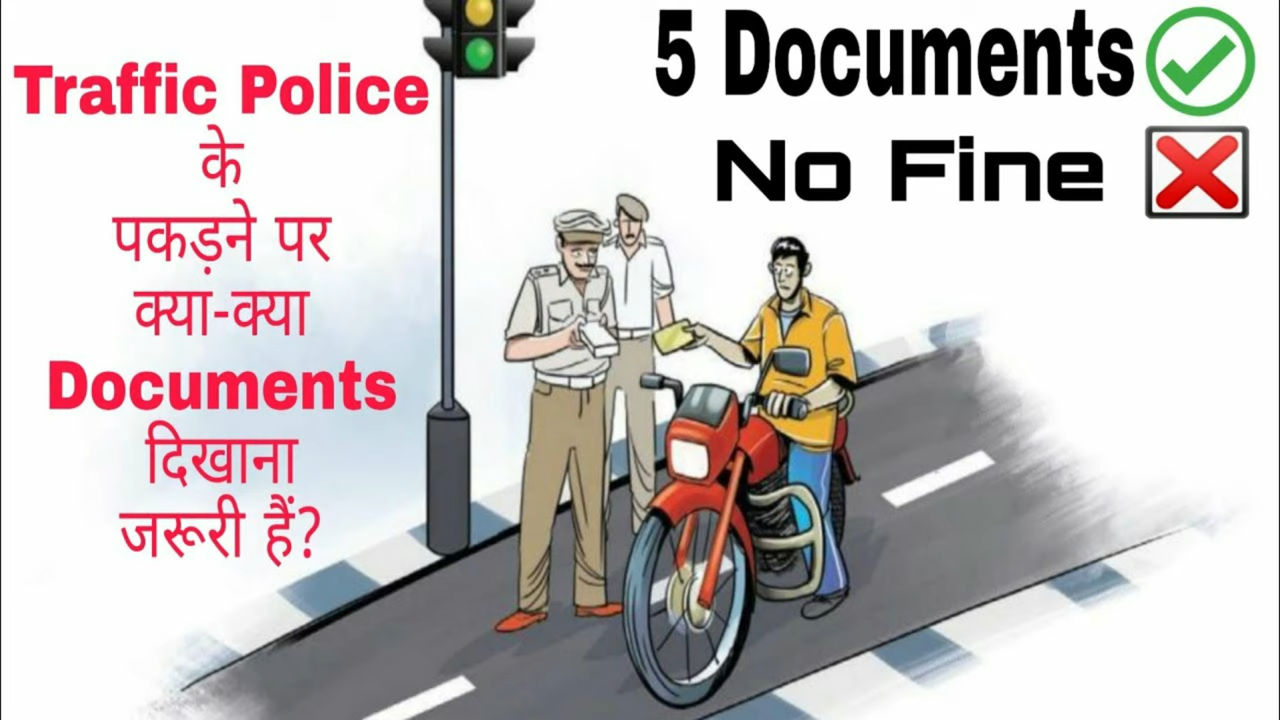 Traffic Police
के
पकड़ने पर
क्या-क्या
Documents
दिखाना
जरूरी हैं?
5 Documents
No Fine